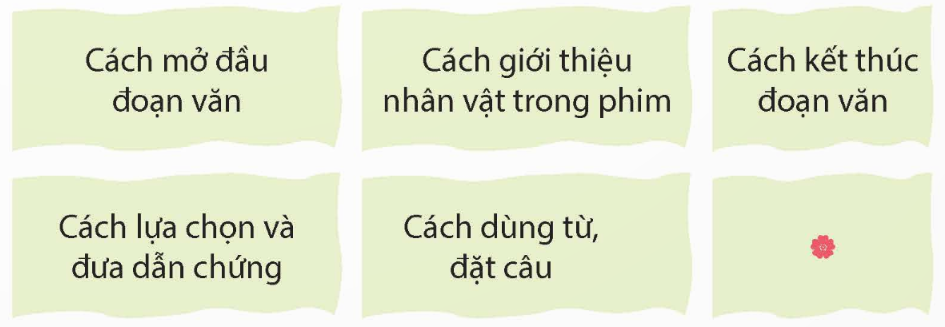 Cách mở đầu
đoạn văn
Cách giới thiệu
nhân vật trong phim
Cách kết thúc
đoạn văn
Cách lựa chọn và
đưa dẫn chứng
Cách dùng từ,
đặt câu